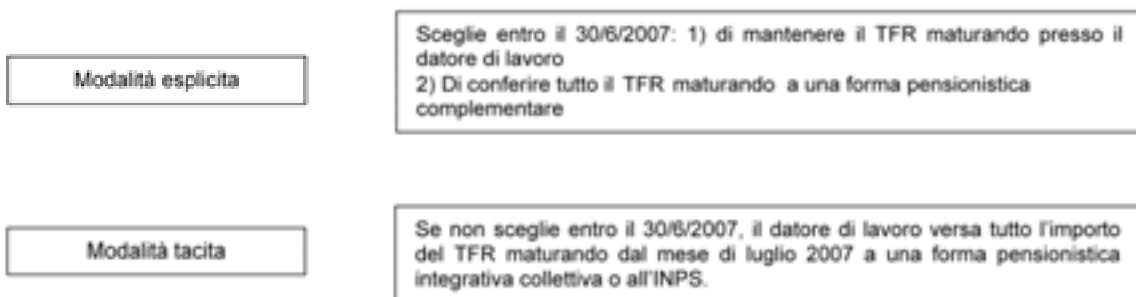 Modalità esplicita
Sceglie entro il 30/6/2007: 1) di mantenere il TFR maturando presso il
datore di lavoro
2) Di conferire tutto il TFR maturando a una forma pensionistica
complementare
Modalità tacita
Se non sceglie entro il 30/6/2007, il datore di lavoro versa tutto l'importo
del TFR maturando dal mese di luglio 2007 a una forma pensionistica
integrativa collettiva o all'INPS.